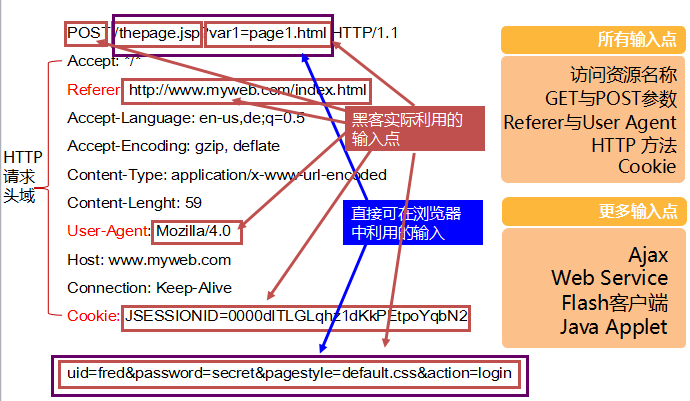 POST /thepage.jsp?var1=page1.html HTTP/1.1
Accept: */*
Referer: http://www.myweb.com/index.html
Accept-Language: en-us,de;q=0.5
Accept-Encoding: gzip, deflate
Content-Type: application/x-www-url-encoded
Content-Lenght: 59
User-Agent: Mozilla/4.0
Host: www.myweb.com
Connection: Keep-Alive
Cookie: JSESSIONID=0000dITLGLqhz1dKkPEtpoYqbN2
uid=fred&password=secret&pagestyle=default.css&action=login
HTTP
请求
头域
黑客实际利用的
输入点
直接可在浏览器
中利用的输入
所有输入点
访问资源名称
GET与POST参数
Referer与User Agent
HTTP 方法
Cookie
更多输入点
Ajax
Web Service
Flash客户端
Java Applet